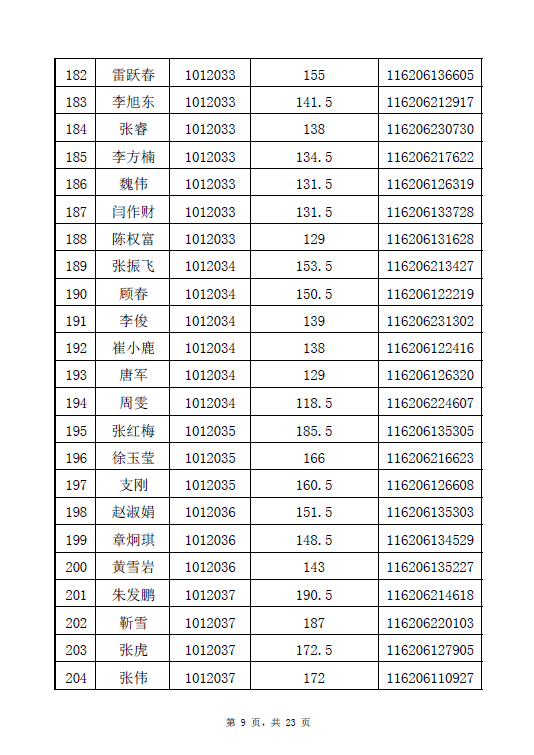 182 雷跃春 1012033 155 116206136605
183 李旭东 1012033 141.5 116206212917
184 张睿 1012033 138 116206230730
185 李方楠 1012033 134.5 116206217622
186 魏伟 1012033 131.5 116206126319
187 闫作财 1012033 131.5 116206133728
188 陈权富 1012033 129 116206131628
189 张振飞 1012034 153.5 116206213427
190 顾春 1012034 150.5 116206122219
191 李俊 1012034 139 116206231302
192 崔小鹿 1012034 138 116206122416
193 唐军 1012034 129 116206126320
194 周雯 1012034 118.5 116206224607
195 张红梅 1012035 185.5 116206135305
196 徐玉莹 1012035 166 116206216623
197 支刚 1012035 160.5 116206126608
198 赵淑娟 1012036 151.5 116206135303
199 章炯琪 1012036 148.5 116206134529
200 黄雪岩 1012036 143 116206135227
201 朱发鹏 1012037 190.5 116206214618
202 靳雪 1012037 187 116206220103
203 张虎 1012037 172.5 116206127905
204 张伟 1012037 172 116206110927
第 9 页，共 23 页